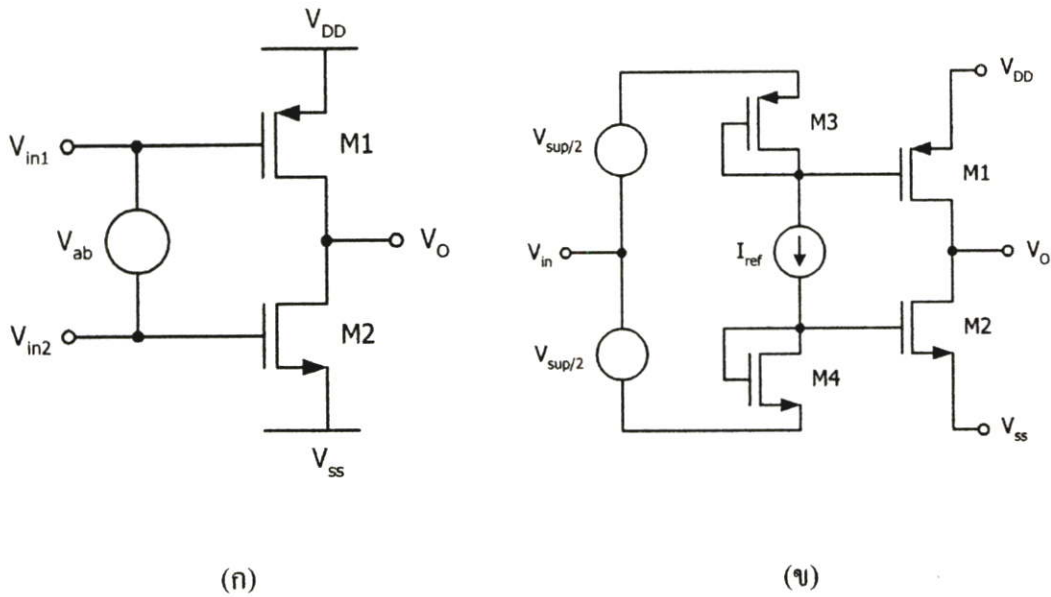 V_DD
V_in1
M1
V_ab
V_O
V_in2
M2
V_ss
(ก)
V_DD
M3
V_sup/2
M1
V_in
I_ref
V_O
M2
V_sup/2
M4
V_ss
(ข)